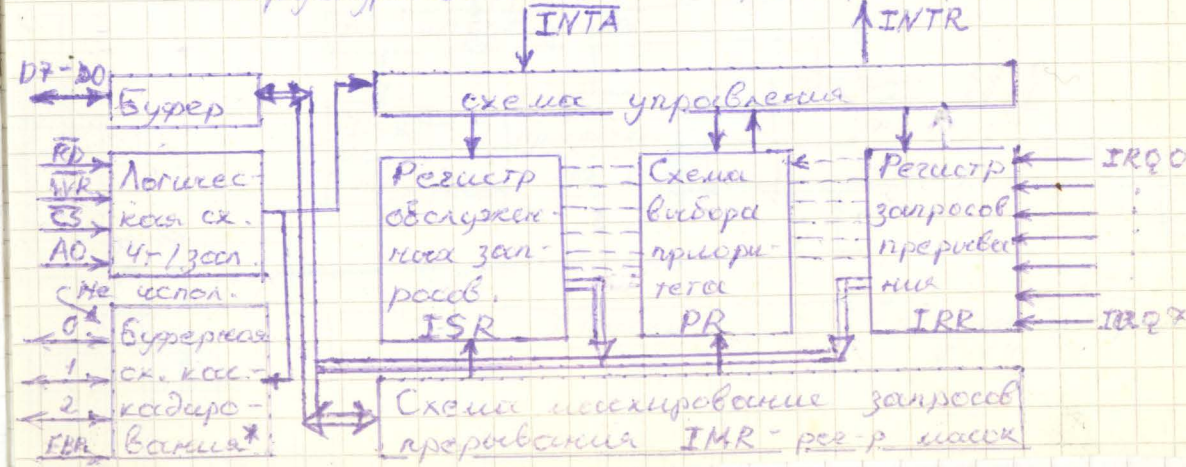 INTA
INTR
D7-D0
Буфер
схема управления
RD
WR
CS
A0
Логичес-
кая сх.
Чт/зап.
Регистр
обслужен-
ных зап-
росов.
ISR
Схема
выбора
приори-
тета
PR
Регистр
запросов
прерыва-
ния
IRR
IRQ0
IRQ7
Не испол.
0
1
2
Буферная
сх. кас-
кадиро-
вания*
Схема маскирование запросов
прерывания IMR - рег-р масок